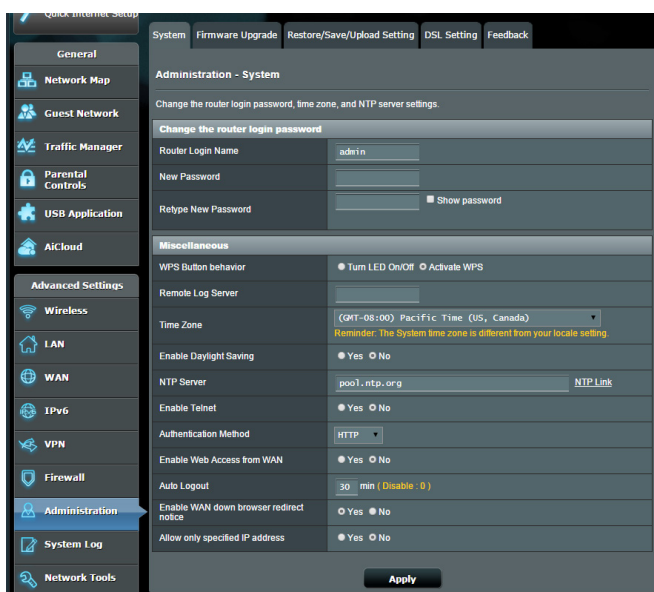 Quick Internet Setup
General
Network Map
Guest Network
Traffic Manager
Parental
Controls
USB Application
AiCloud
Advanced Settings
Wireless
LAN
WAN
IPv6
VPN
Firewall
Administration
System Log
Network Tools
System Firmware Upgrade Restore/Save/Upload Setting DSL Setting Feedback
Administration - System
Change the router login password, time zone, and NTP server settings.
Change the router login password
Router Login Name admin
New Password
Retype New Password Show password
Miscellaneous
WPS Button behavior Turn LED On/Off Activate WPS
Remote Log Server
Time Zone (GMT-08:00) Pacific Time (US, Canada)
Reminder: The System time zone is different from your locale setting.
Enable Daylight Saving Yes No
NTP Server pool.ntp.org NTP Link
Enable Telnet Yes No
Authentication Method HTTP
Enable Web Access from WAN Yes No
Auto Logout 30 min ( Disable : 0 )
Enable WAN down browser redirect
notice Yes No
Allow only specified IP address Yes No
Apply